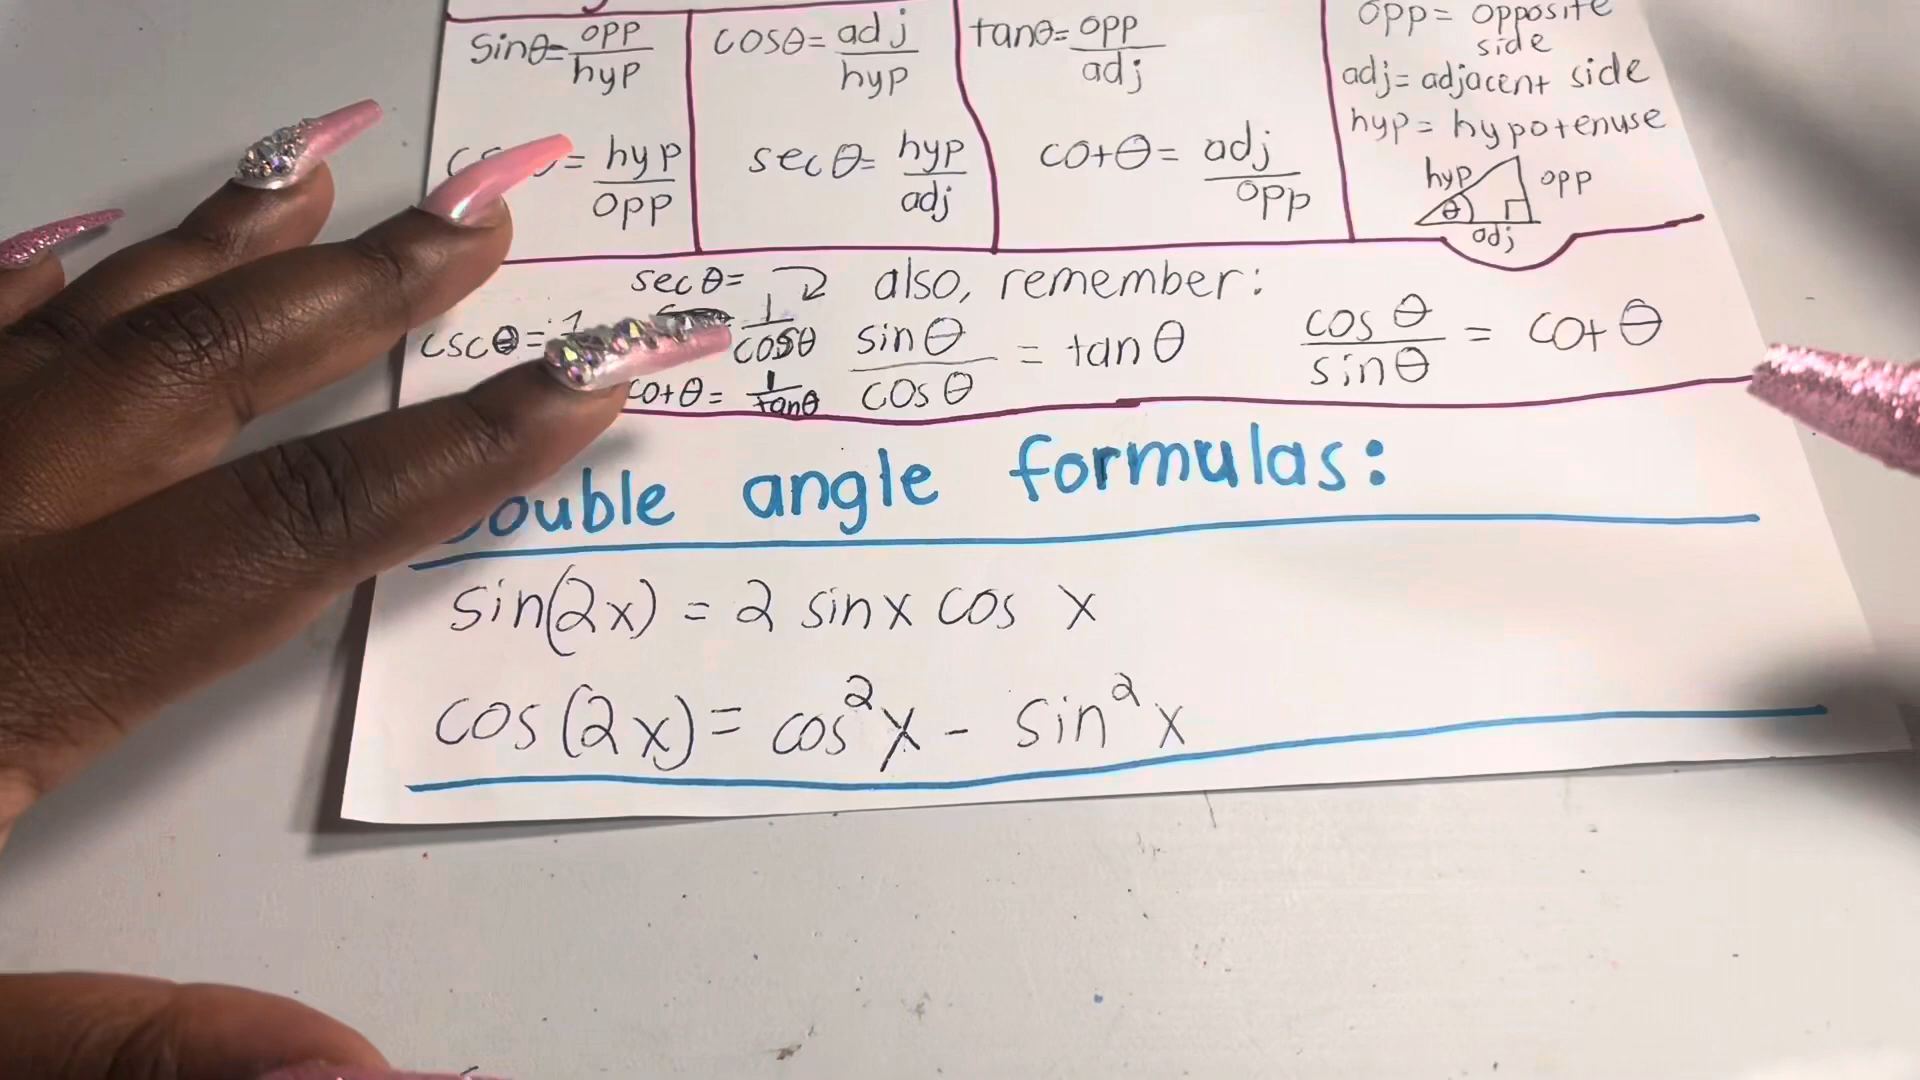 sinθ= opp/hyp
cosθ= adj/hyp
tanθ= opp/adj
opp= opposite
side
adj= adjacent side
hyp= hypotenuse
= hyp/opp
secθ= hyp/adj
cotθ= adj/opp
hyp
opp
θ
adj
secθ=
also, remember:
cscθ=
1/cosθ
sinθ/cosθ = tanθ
cosθ/sinθ = cotθ
cotθ= 1/tanθ
angle formulas:
sin(2x) = 2 sinx cos x
cos(2x)= cos²x - sin²x